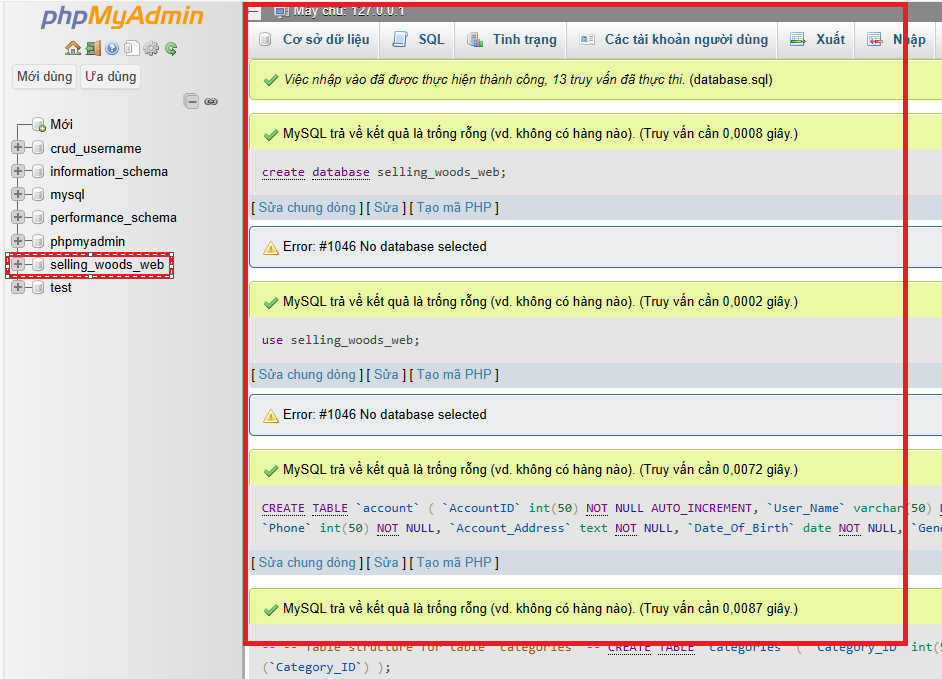 phpMyAdmin
Mới dùng Ưa dùng
Mới
crud_username
information_schema
mysql
performance_schema
phpmyadmin
selling_woods_web
test
Máy chủ: 127.0.0.1
Cơ sở dữ liệu SQL Tình trạng Các tài khoản người dùng Xuất Nhập
Việc nhập vào đã được thực hiện thành công, 13 truy vấn đã thực thi. (database.sql)
MySQL trả về kết quả là trống rỗng (vd. không có hàng nào). (Truy vấn cần 0,0008 giây.)
create database selling_woods_web;
[ Sửa chung dòng ] [ Sửa ] [ Tạo mã PHP ]
Error: #1046 No database selected
MySQL trả về kết quả là trống rỗng (vd. không có hàng nào). (Truy vấn cần 0,0002 giây.)
use selling_woods_web;
[ Sửa chung dòng ] [ Sửa ] [ Tạo mã PHP ]
Error: #1046 No database selected
MySQL trả về kết quả là trống rỗng (vd. không có hàng nào). (Truy vấn cần 0,0072 giây.)
CREATE TABLE `account` ( `AccountID` int(50) NOT NULL AUTO_INCREMENT, `User_Name` varchar(50)
`Phone` int(50) NOT NULL, `Account_Address` text NOT NULL, `Date_Of_Birth` date NOT NULL, `Gen
[ Sửa chung dòng ] [ Sửa ] [ Tạo mã PHP ]
MySQL trả về kết quả là trống rỗng (vd. không có hàng nào). (Truy vấn cần 0,0087 giây.)
-- -- Table structure for table `categories` -- CREATE TABLE `categories` ( `Category_ID` int(5
(`Category_ID`) );